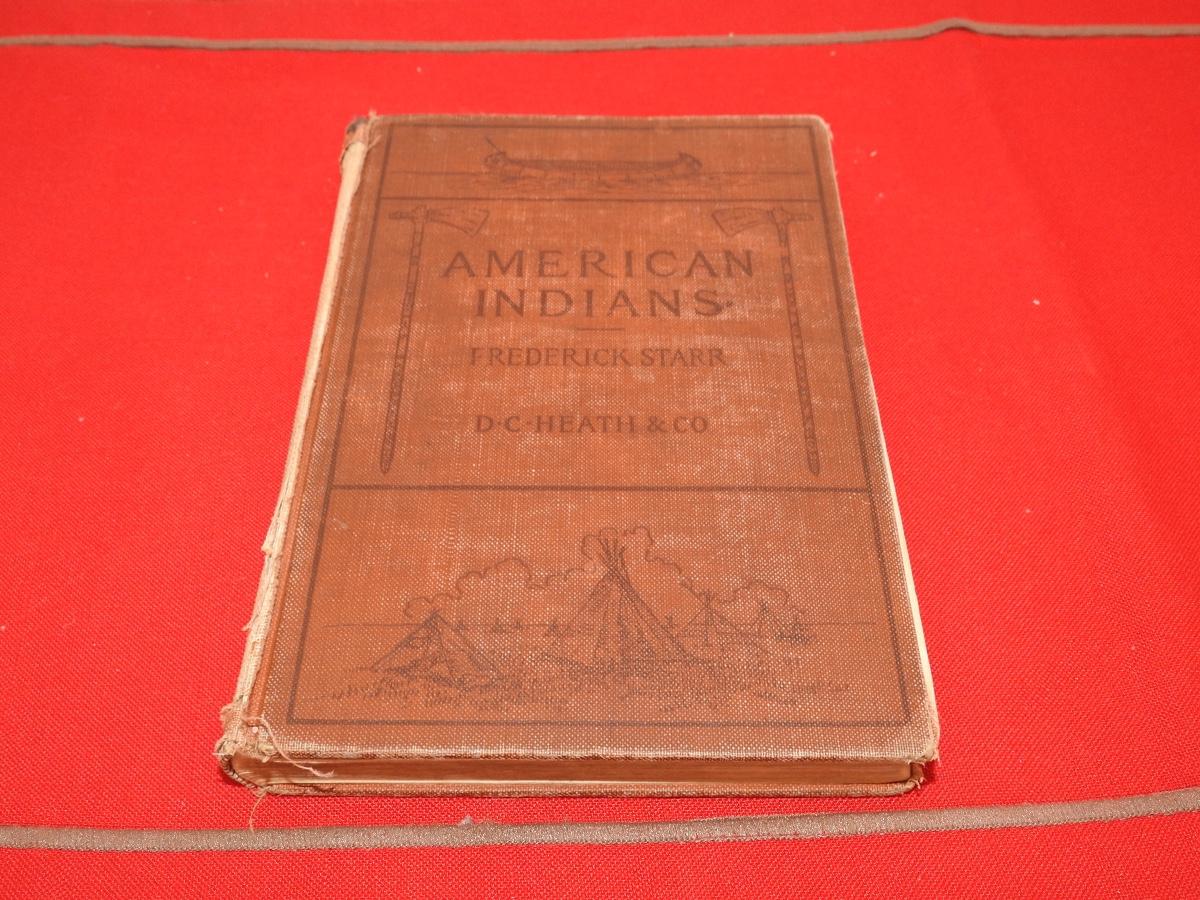 AMERICAN
INDIANS
FREDERICK STARR
D·C·HEATH & CO